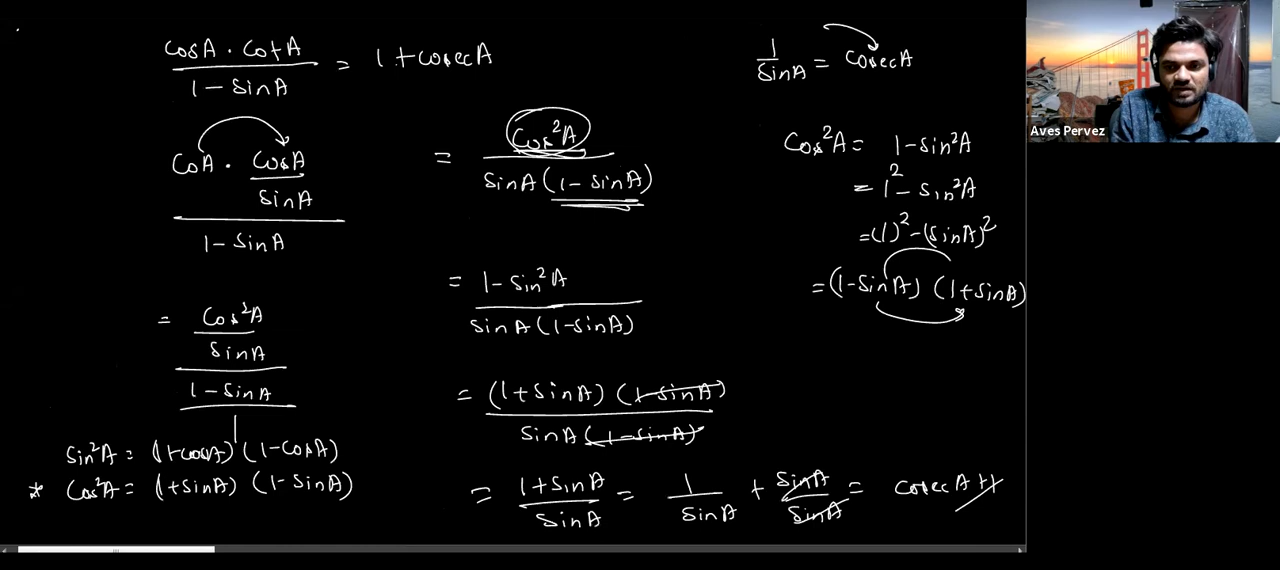 CosA . CotA / 1 - SinA = 1 + cosecA
CoA . CosA / SinA
1 - SinA
= Cos²A / SinA
1 - SinA
Sin²A = (1+cosA) (1-CosA)
* Cos²A = (1+SinA) (1- SinA)
= Cos²A / SinA (1 - SinA)
= 1 - Sin²A / SinA (1-SinA)
= (1+SinA) (1-SinA) / SinA (1-SinA)
= 1+SinA / SinA = 1 / SinA + SinA / SinA = cosecA + 1
1 / SinA = CosecA
Cos²A = 1-Sin²A
= 1² - Sin²A
= (1)² - (SinA)²
= (1-SinA) (1+SinA)
Aves Pervez